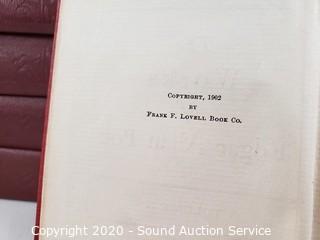 Copyright, 1902
BY
Frank F. Lovell Book Co.
Copyright 2020 - Sound Auction Service